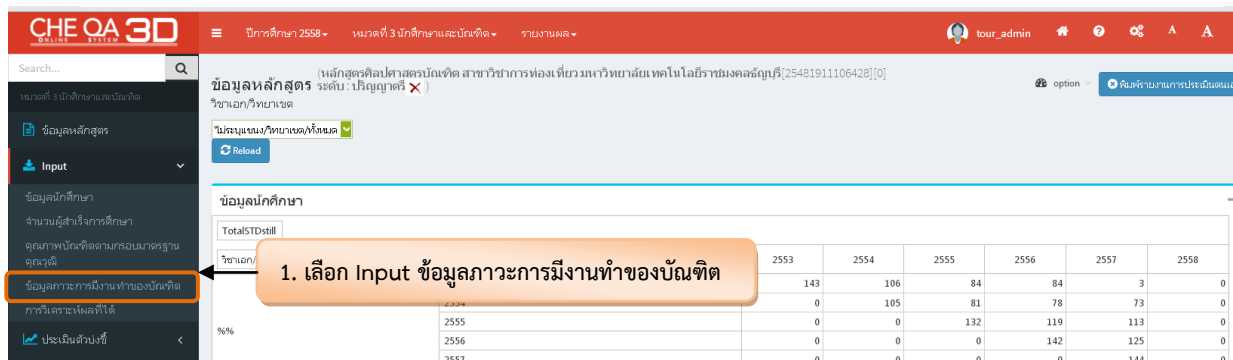 CHE QA 3D
ONLINE SYSTEM
ปีการศึกษา 2558
หมวดที่ 3 นักศึกษาและบัณฑิต
รายงานผล
tour_admin
A
A
Search...
หมวดที่ 3 นักศึกษาและบัณฑิต
ข้อมูลหลักสูตร
Input
ข้อมูลนักศึกษา
จำนวนผู้สำเร็จการศึกษา
คุณภาพบัณฑิตตามกรอบมาตรฐาน
คุณวุฒิ
ข้อมูลภาวะการมีงานทำของบัณฑิต
การวิเคราะห์ผลที่ได้
ประเมินตัวบ่งชี้
ข้อมูลหลักสูตร (หลักสูตรศิลปศาสตรบัณฑิต สาขาวิชาการท่องเที่ยว มหาวิทยาลัยเทคโนโลยีราชมงคลธัญบุรี[25481911106428][0]
ระดับ : ปริญญาตรี )
วิชาเอก/วิทยาเขต
option >
พิมพ์รายงานการประเมินตนเอ
ไม่ระบุแขนง/วิทยาเขต/ทั้งหมด
Reload
ข้อมูลนักศึกษา
TotalSTDstill
วิชาเอก/
1. เลือก Input ข้อมูลภาวะการมีงานทำของบัณฑิต
2553 2554 2555 2556 2557 2558
143 106 84 84 3 0
2554 0 105 81 78 73 0
2555 0 0 132 119 113 0
%%
2556 0 0 0 142 125 0
2557 0 0 0 0 144 0